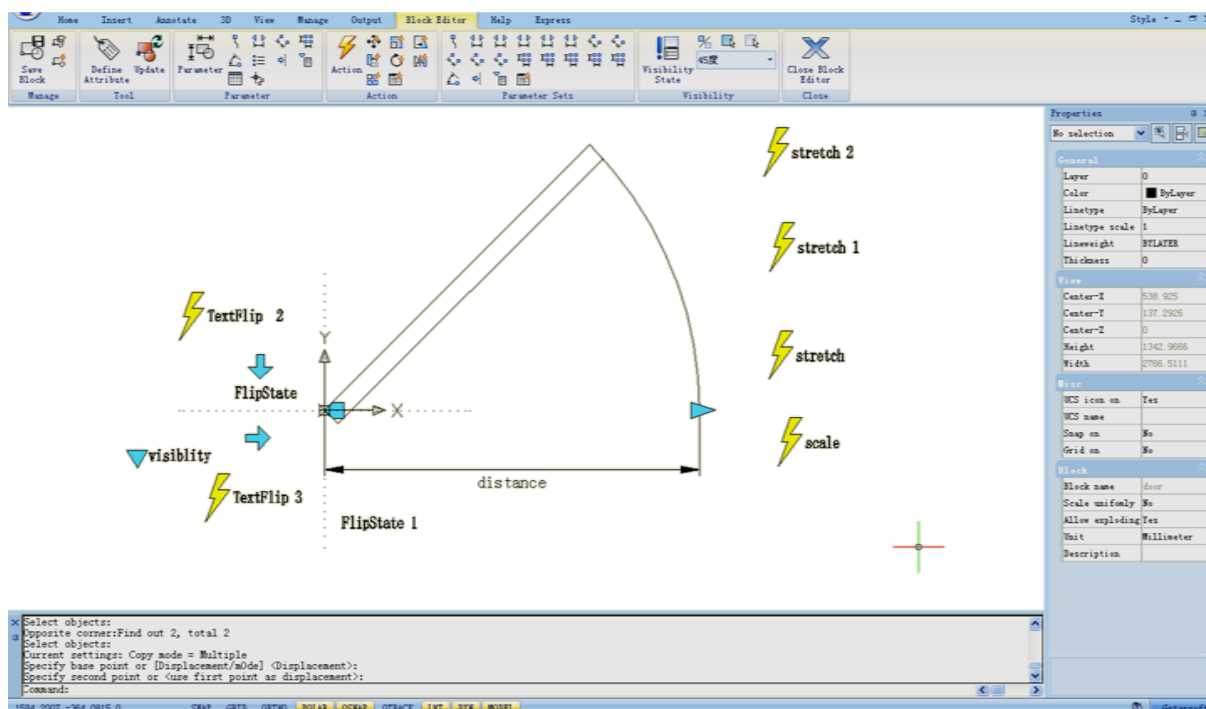 Home Insert Annotate 3D View Manage Output Block Editor Help Express Style
Save Block
Define Attribute
Update
Parameter
Action
Visibility State
45度
Close Block Editor
Manage Tool Parameter Action Parameter Sets Visibility Close
Properties
No selection
General
Layer 0
Color ByLayer
Linetype ByLayer
Linetype scale 1
Lineweight BYLAYER
Thickness 0
View
Center-X 538.925
Center-Y 137.2926
Center-Z 0
Height 1342.9666
Width 2766.5111
Misc
UCS icon on Yes
UCS name
Snap on No
Grid on No
Block
Block name door
Scale unifomly No
Allow exploding Yes
Unit Millimeter
Description
stretch 2
stretch 1
TextFlip 2
Y
stretch
FlipState
X
scale
visiblity
distance
TextFlip 3
FlipState 1
Select objects:
Opposite corner:Find out 2, total 2
Select objects:
Current settings: Copy mode = Multiple
Specify base point or [Displacement/mOde] <Displacement>:
Specify second point or <use first point as displacement>:
Command:
1584.2007,-364.0815,0 SNAP GRID ORTHO POLAR OSNAP OTRACK LWT DYN MODEL